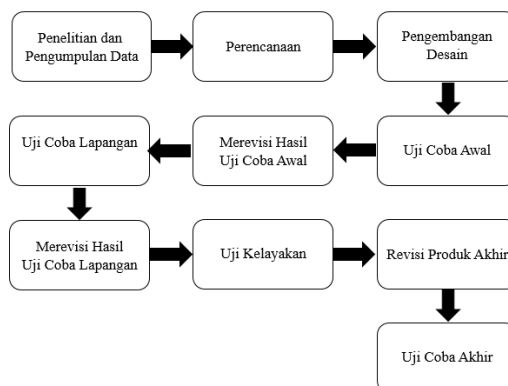 Penelitian dan
Pengumpulan Data
Perencanaan
Pengembangan
Desain
Uji Coba Awal
Merevisi Hasil
Uji Coba Awal
Uji Coba Lapangan
Merevisi Hasil
Uji Coba Lapangan
Uji Kelayakan
Revisi Produk Akhir
Uji Coba Akhir